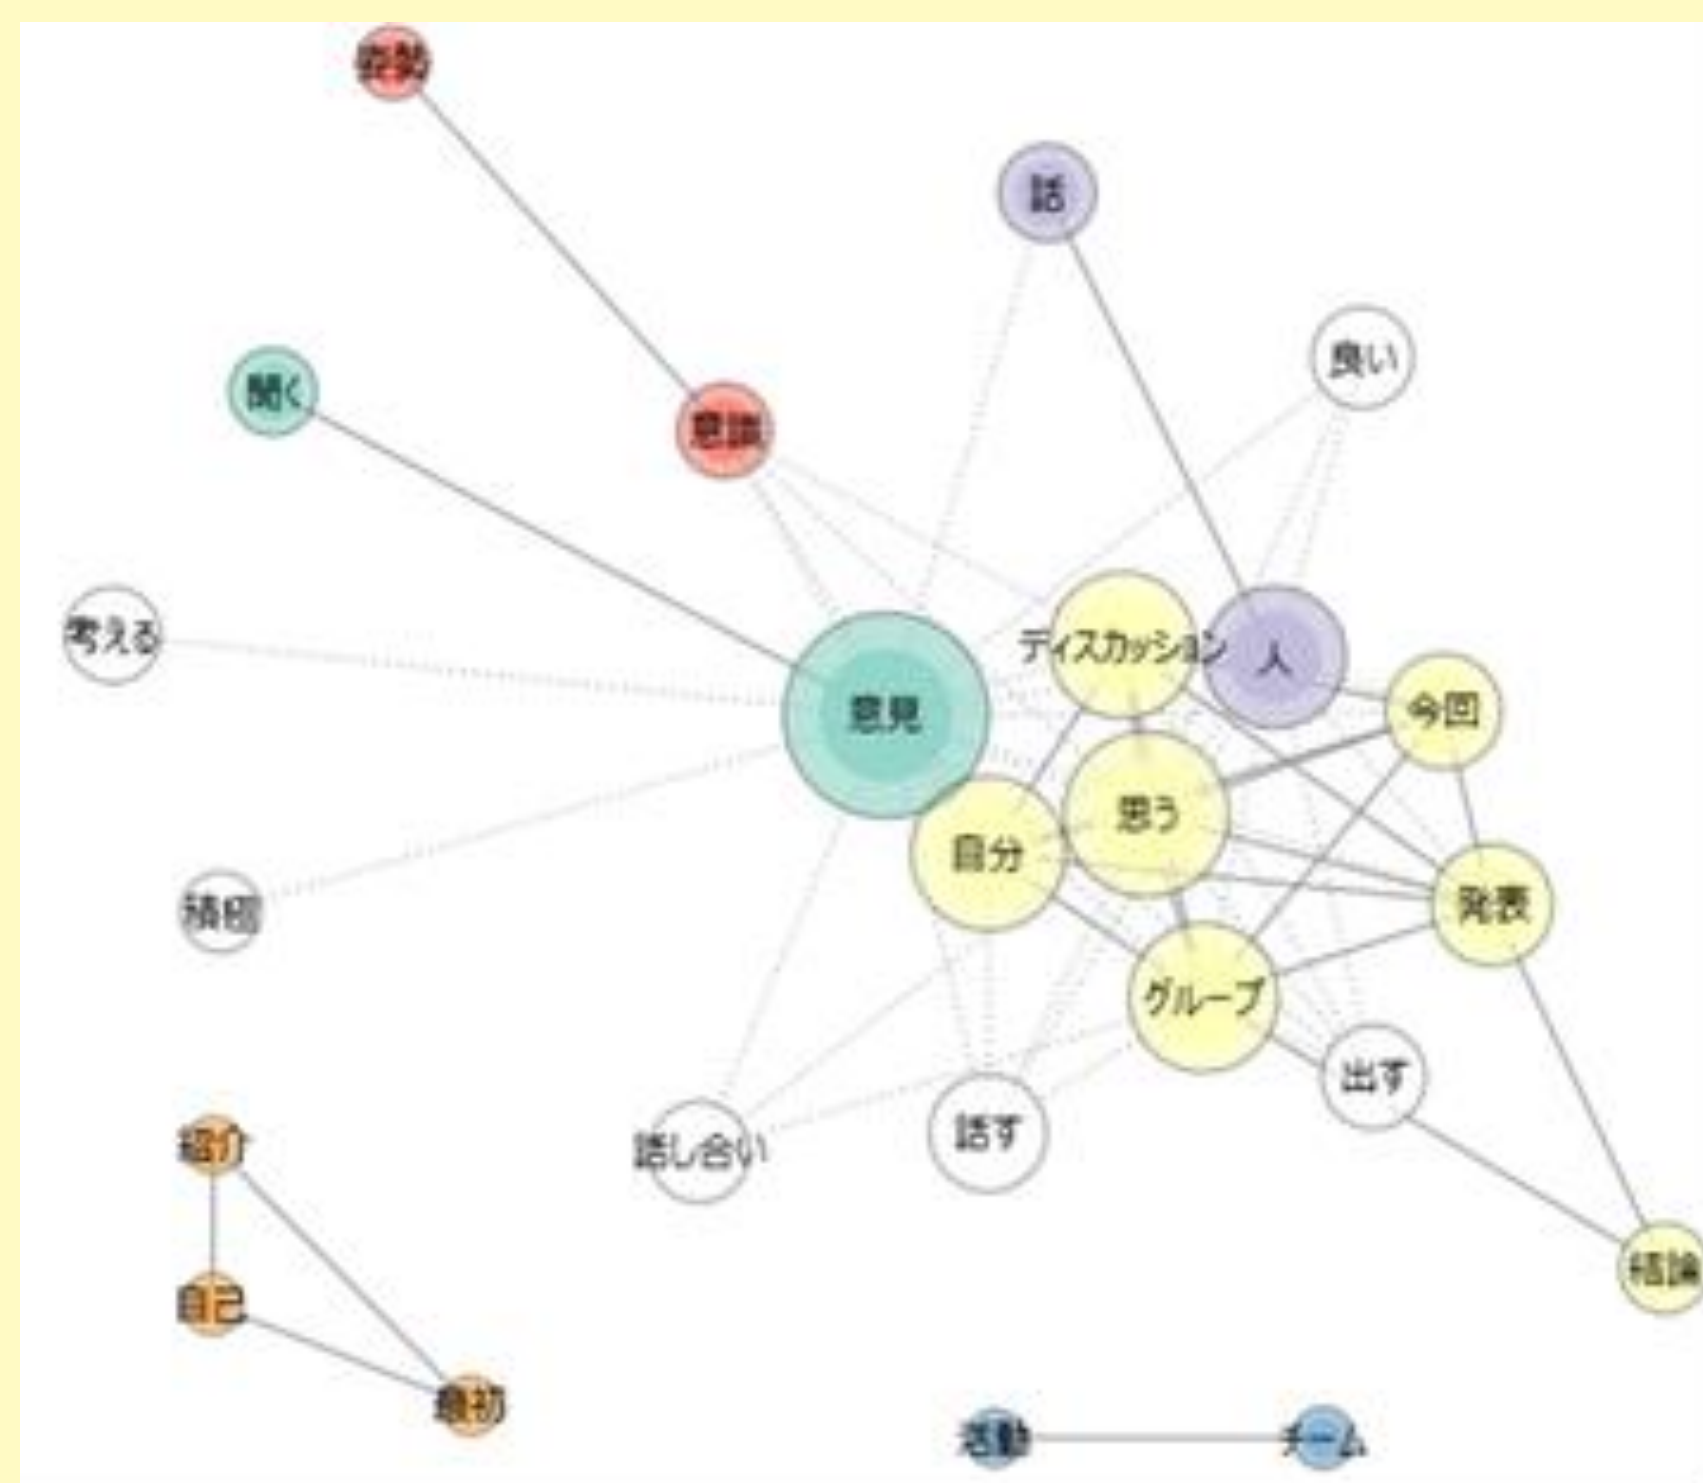 姿勢
話
良い
聞く
意識
考える
ディスカッション
人
意見
今回
思う
自分
積極
発表
グループ
出す
話し合い
話す
紹介
結論
自己
最初
活動
チーム